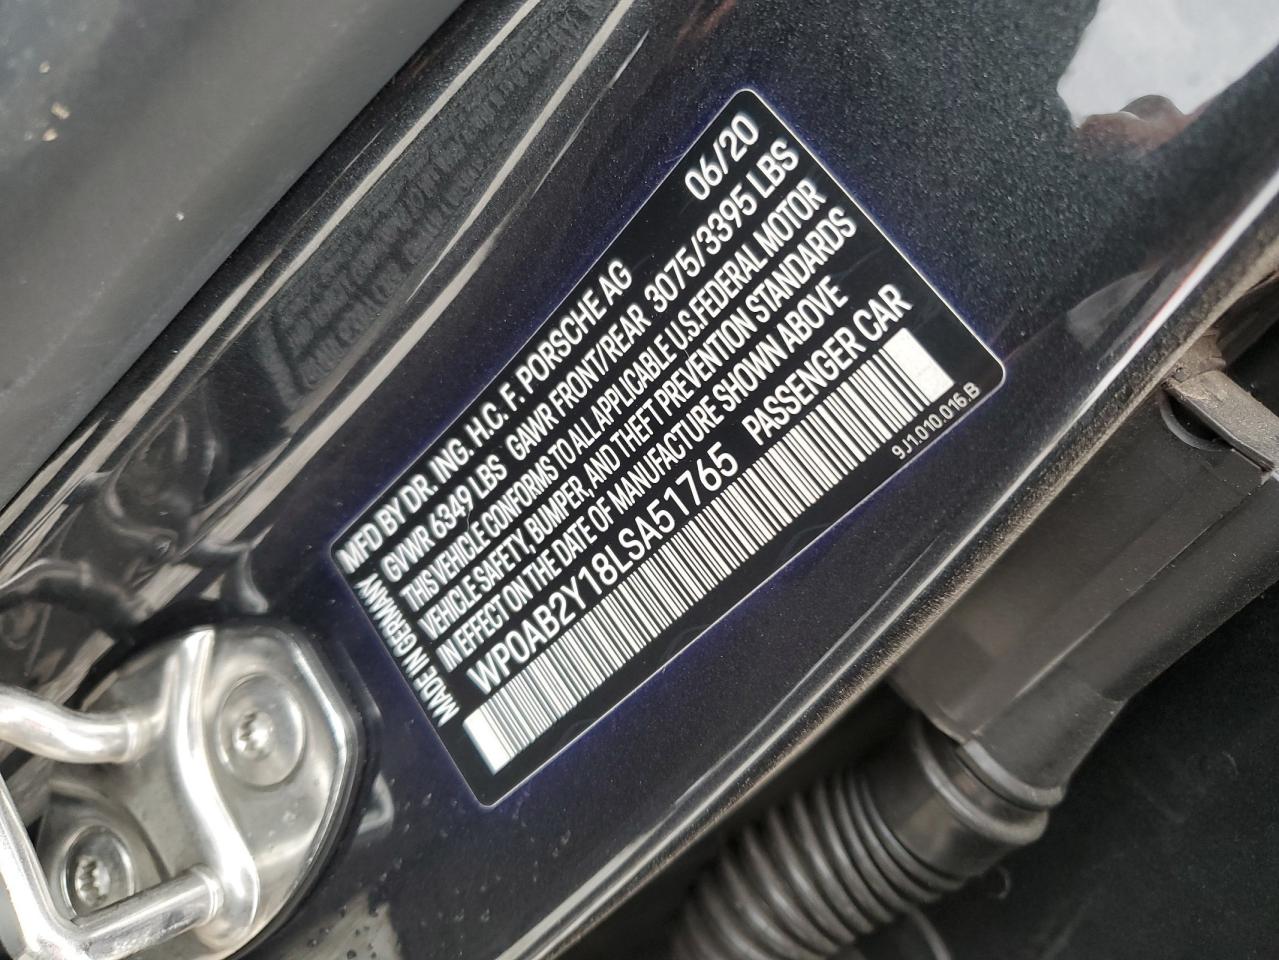 MFD BY DR. ING. H.C. F. PORSCHE AG 06/20
GVWR 6349 LBS GAWR FRONT/REAR 3075/3395 LBS
THIS VEHICLE CONFORMS TO ALL APPLICABLE U.S. FEDERAL MOTOR
VEHICLE SAFETY, BUMPER, AND THEFT PREVENTION STANDARDS
IN EFFECT ON THE DATE OF MANUFACTURE SHOWN ABOVE
WP0AB2Y18LSA51765 PASSENGER CAR
MADE IN GERMANY
9J1.010.016.B